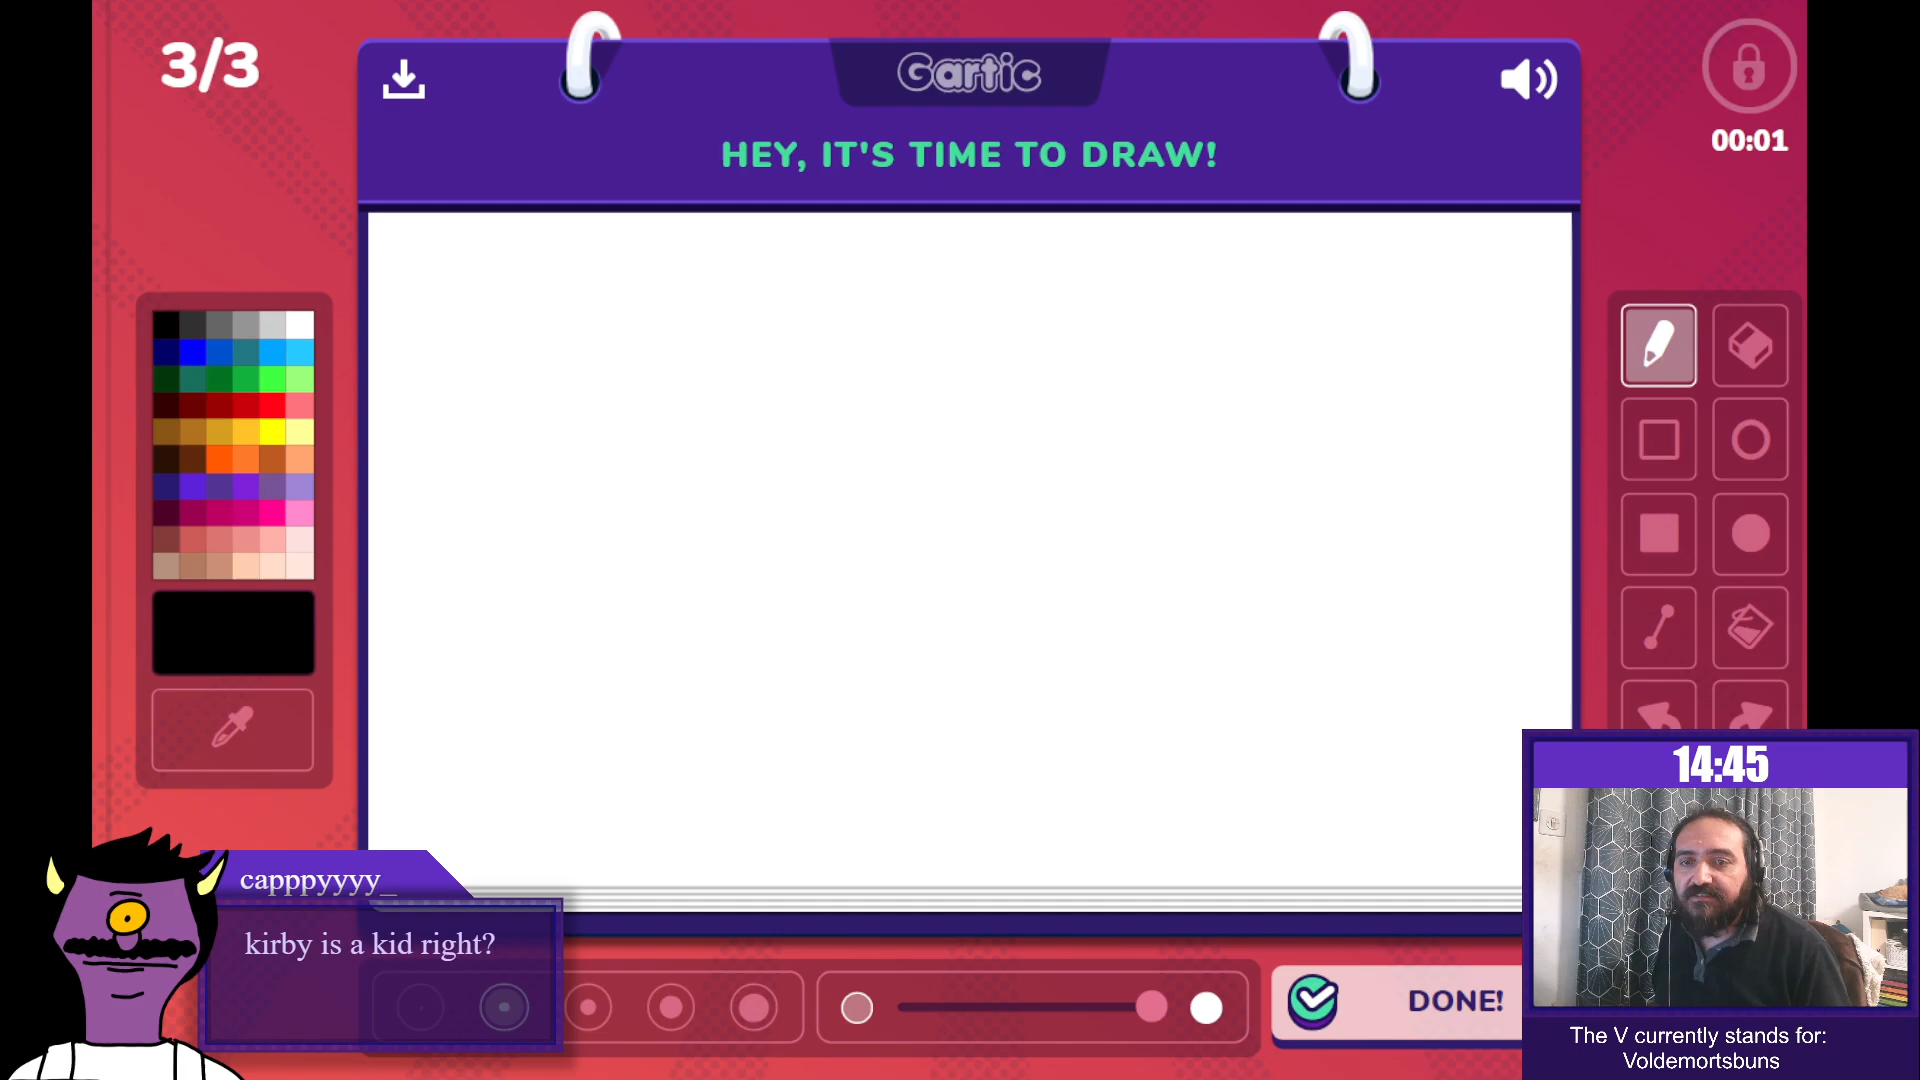 3/3
Gartic
HEY, IT'S TIME TO DRAW!
00:01
14:45
capppyyyy_
kirby is a kid right?
DONE!
The V currently stands for:
Voldemortsbuns